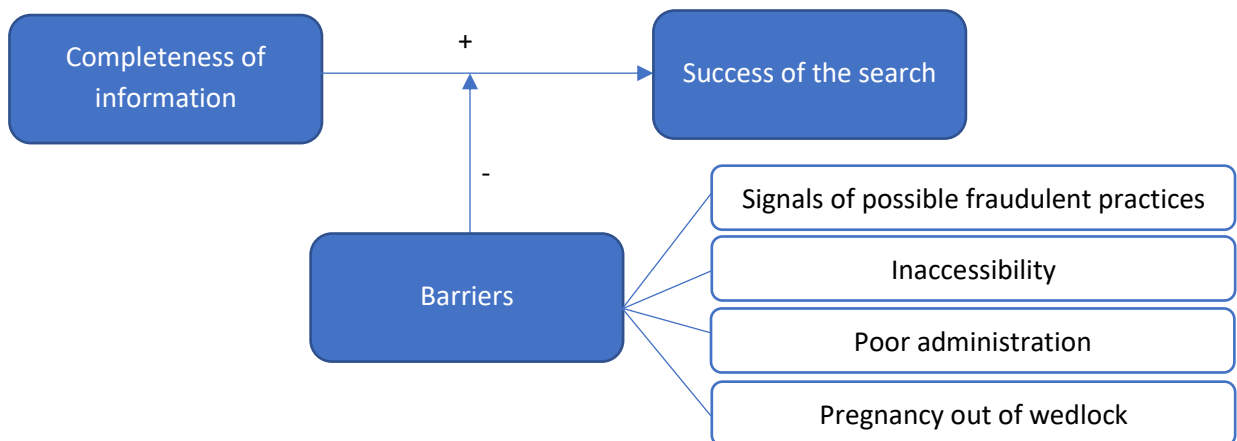 Completeness of
information
+
Success of the search
-
Barriers
Signals of possible fraudulent practices
Inaccessibility
Poor administration
Pregnancy out of wedlock